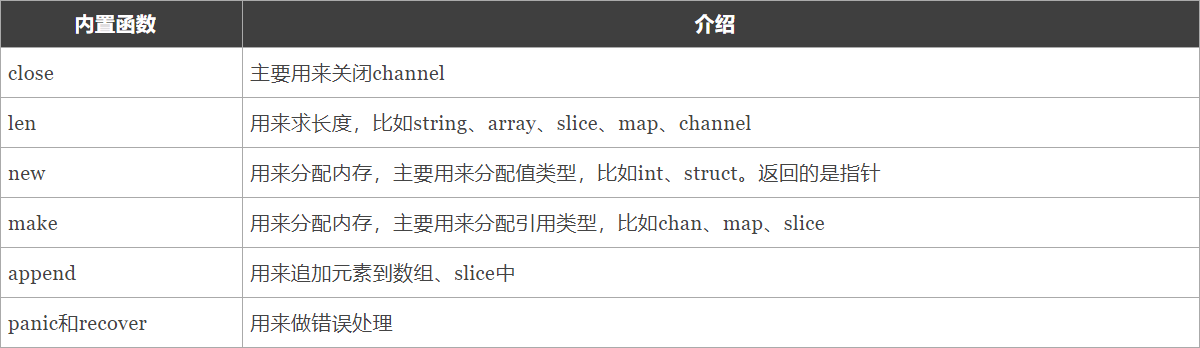 内置函数 介绍
close 主要用来关闭channel
len 用来求长度，比如string、array、slice、map、channel
new 用来分配内存，主要用来分配值类型，比如int、struct。返回的是指针
make 用来分配内存，主要用来分配引用类型，比如chan、map、slice
append 用来追加元素到数组、slice中
panic和recover 用来做错误处理